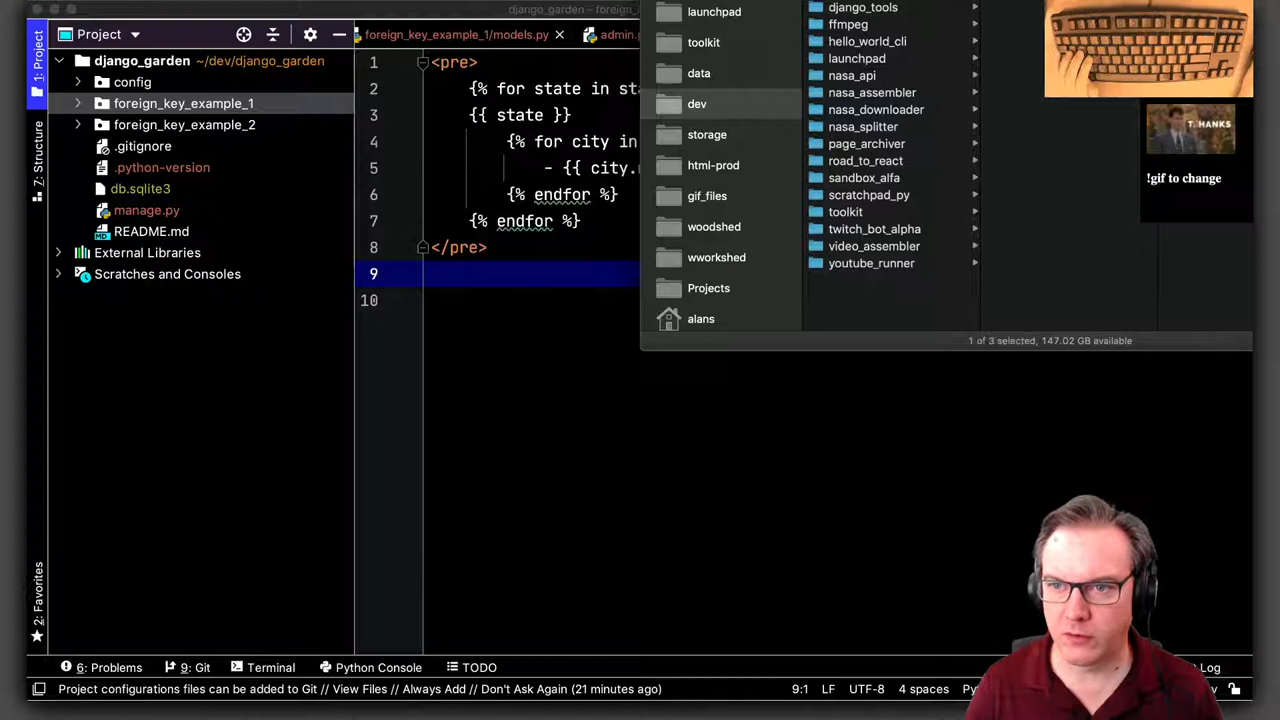 django_garden – foreign_
Project
foreign_key_example_1/models.py
admin.
1: Project
7: Structure
2: Favorites
django_garden ~/dev/django_garden
config
foreign_key_example_1
foreign_key_example_2
.gitignore
.python-version
db.sqlite3
manage.py
README.md
External Libraries
Scratches and Consoles
1 <pre>
2 {% for state in sta
3 {{ state }}
4 {% for city in
5 - {{ city.
6 {% endfor %}
7 {% endfor %}
8 </pre>
9
10
launchpad
toolkit
data
dev
storage
html-prod
gif_files
woodshed
wworkshed
Projects
alans
django_tools
ffmpeg
hello_world_cli
launchpad
nasa_api
nasa_assembler
nasa_downloader
nasa_splitter
page_archiver
road_to_react
sandbox_alfa
scratchpad_py
toolkit
twitch_bot_alpha
video_assembler
youtube_runner
1 of 3 selected, 147.02 GB available
T. HANKS
!gif to change
6: Problems
9: Git
Terminal
Python Console
TODO
Log
Project configurations files can be added to Git // View Files // Always Add // Don't Ask Again (21 minutes ago)
9:1
LF
UTF-8
4 spaces